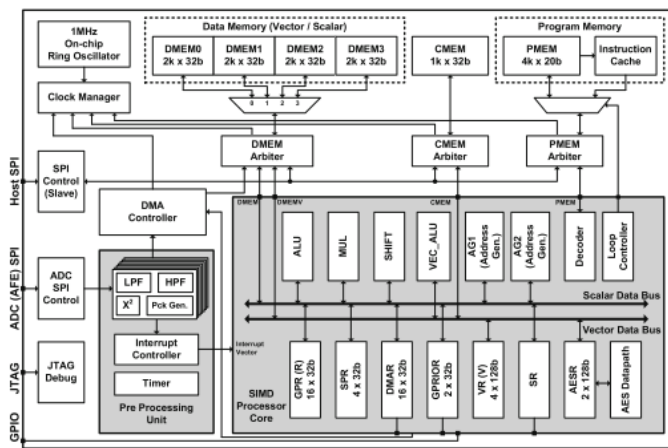 1MHz
On-chip
Ring Oscillator
Data Memory (Vector / Scalar)
DMEM0
2k x 32b
DMEM1
2k x 32b
DMEM2
2k x 32b
DMEM3
2k x 32b
CMEM
1k x 32b
Program Memory
PMEM
4k x 20b
Instruction
Cache
0 1 2 3
Clock Manager
DMEM
Arbiter
CMEM
Arbiter
PMEM
Arbiter
Host SPI
SPI
Control
(Slave)
DMA
Controller
DMEM
DMEMV
CMEM
PMEM
ALU
MUL
SHIFT
VEC_ALU
AG1
(Address
Gen.)
AG2
(Address
Gen.)
Decoder
Loop
Controller
ADC (AFE) SPI
ADC
SPI
Control
LPF
HPF
X²
Pck Gen.
Scalar Data Bus
Vector Data Bus
Interrupt
Controller
Interrupt
Vector
Timer
Pre Processing
Unit
JTAG
JTAG
Debug
GPIO
SIMD
Processor
Core
GPR (R)
16 x 32b
SPR
4 x 32b
DMAR
16 x 32b
GPRIOR
2 x 32b
VR (V)
4 x 128b
SR
AESR
2 x 128b
AES Datapath